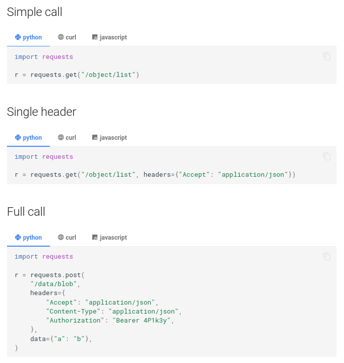 Simple call
python curl javascript
import requests
r = requests.get("/object/list")
Single header
python curl javascript
import requests
r = requests.get("/object/list", headers={"Accept": "application/json"})
Full call
python curl javascript
import requests
r = requests.post(
"/data/blob",
headers={
"Accept": "application/json",
"Content-Type": "application/json",
"Authorization": "Bearer 4P1k3y",
},
data={"a": "b"},
)